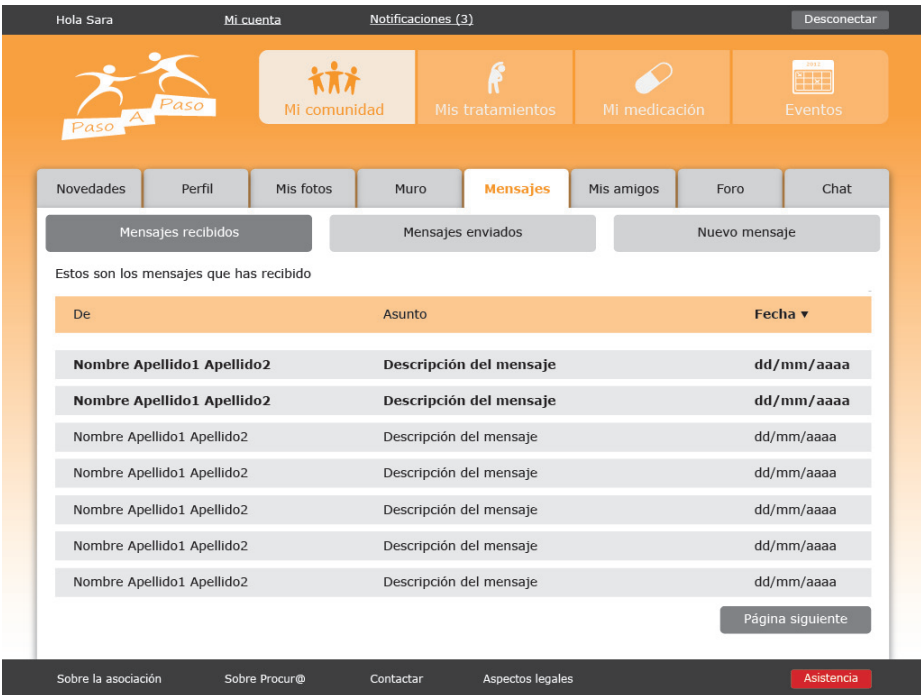 Hola Sara Mi cuenta Notificaciones (3) Desconectar
Paso A Paso
Mi comunidad Mis tratamientos Mi medicación Eventos
Novedades Perfil Mis fotos Muro Mensajes Mis amigos Foro Chat
Mensajes recibidos Mensajes enviados Nuevo mensaje
Estos son los mensajes que has recibido
De Asunto Fecha ▼
Nombre Apellido1 Apellido2 Descripción del mensaje dd/mm/aaaa
Nombre Apellido1 Apellido2 Descripción del mensaje dd/mm/aaaa
Nombre Apellido1 Apellido2 Descripción del mensaje dd/mm/aaaa
Nombre Apellido1 Apellido2 Descripción del mensaje dd/mm/aaaa
Nombre Apellido1 Apellido2 Descripción del mensaje dd/mm/aaaa
Nombre Apellido1 Apellido2 Descripción del mensaje dd/mm/aaaa
Nombre Apellido1 Apellido2 Descripción del mensaje dd/mm/aaaa
Página siguiente
Sobre la asociación Sobre Procur@ Contactar Aspectos legales Asistencia